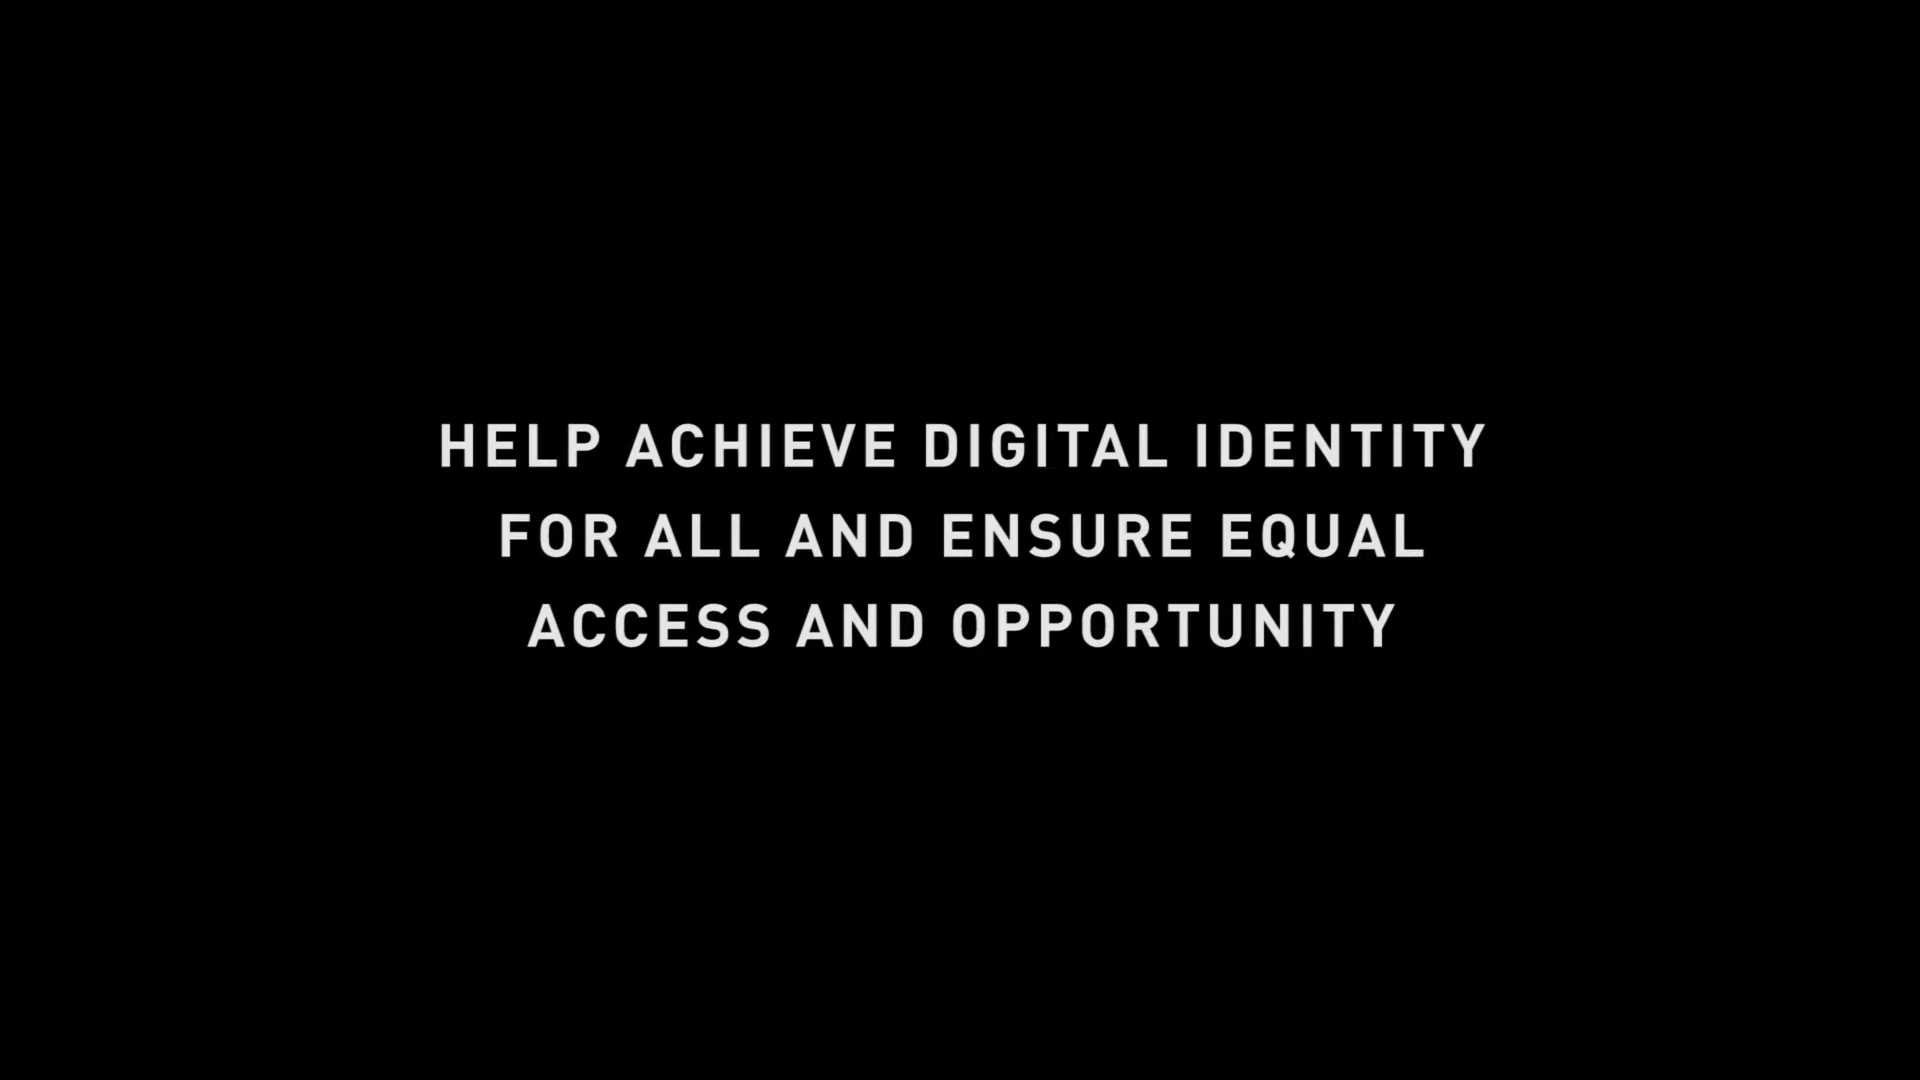 HELP ACHIEVE DIGITAL IDENTITY
FOR ALL AND ENSURE EQUAL
ACCESS AND OPPORTUNITY